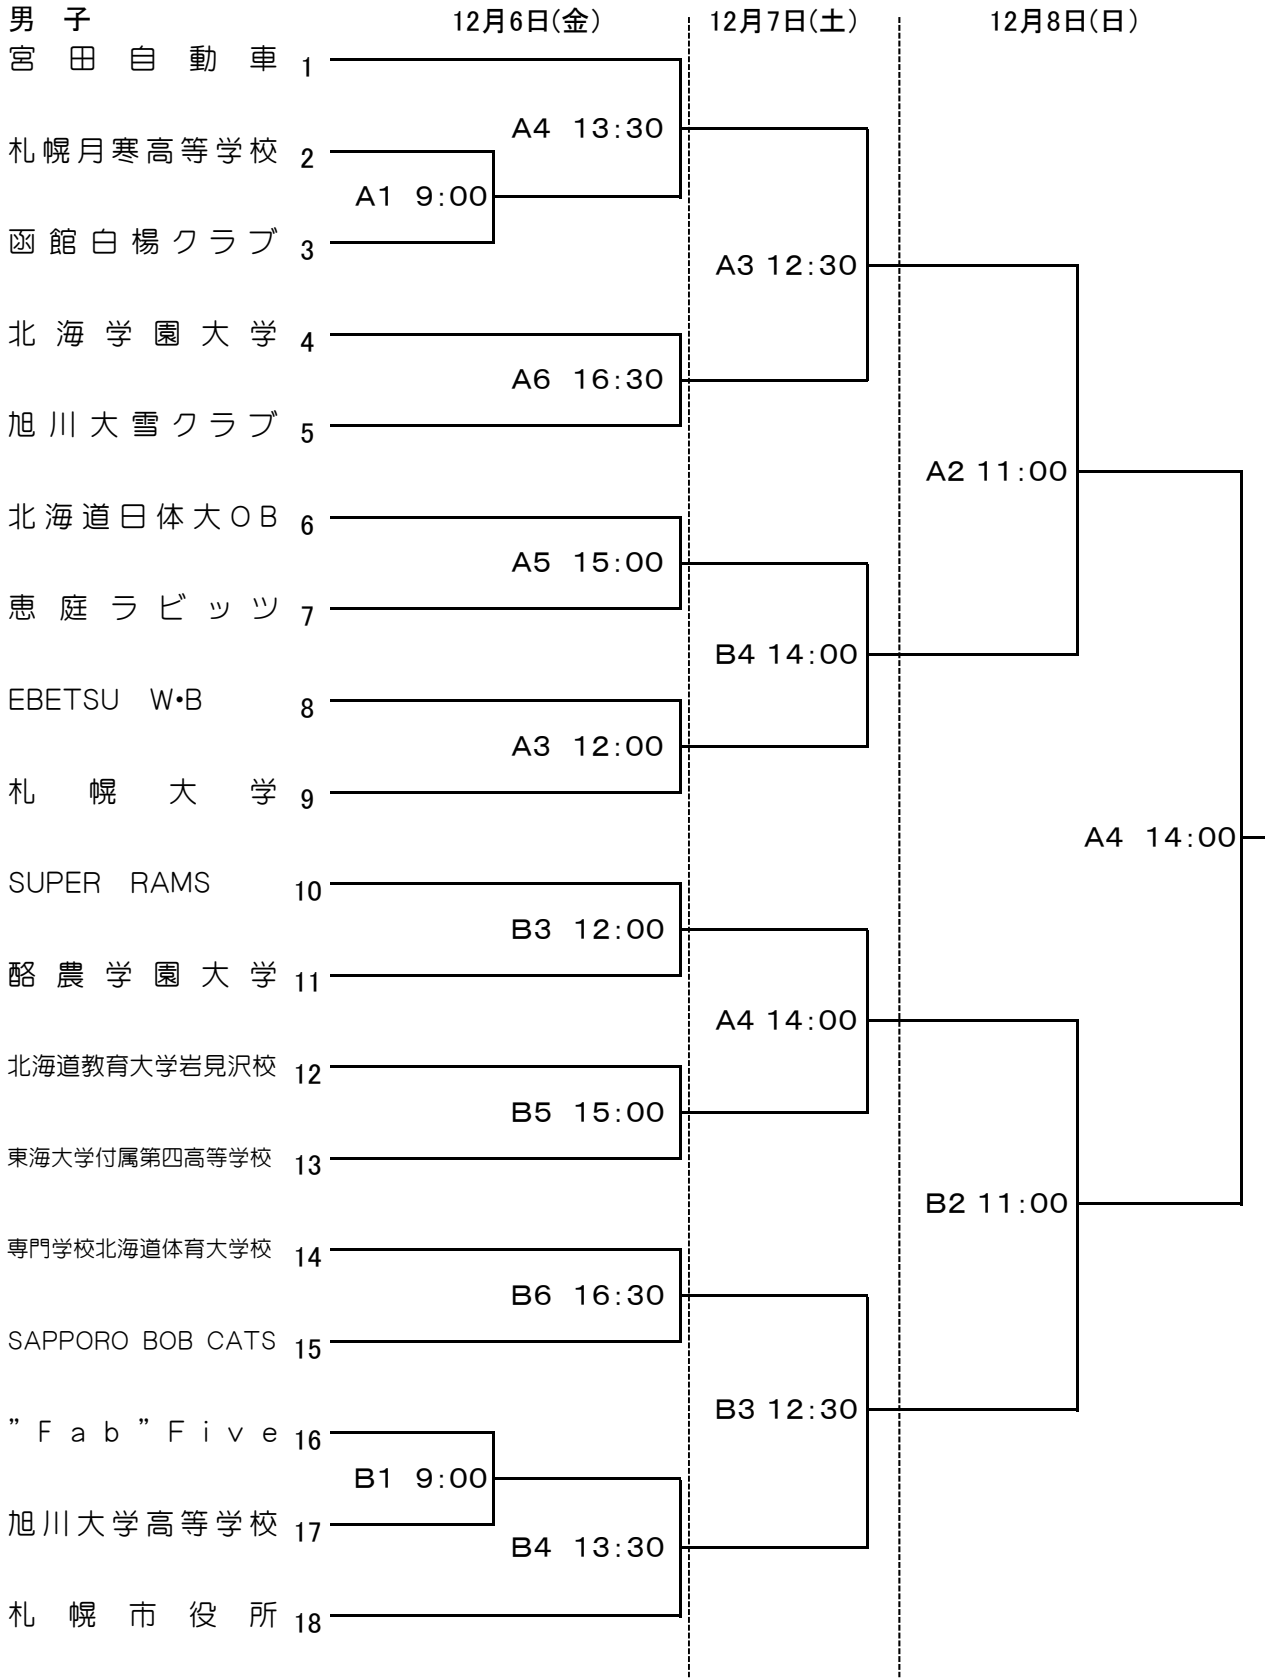 男 子 12月6日(金) 12月7日(土) 12月8日(日)
宮田自動車 1
A4 13:30
札幌月寒高等学校 2
A1 9:00
函館白楊クラブ 3
A3 12:30
北海学園大学 4
A6 16:30
旭川大雪クラブ 5
A2 11:00
北海道日体大OB 6
A5 15:00
恵庭ラビッツ 7
B4 14:00
EBETSU W•B 8
A3 12:00
札幌大学 9
A4 14:00
SUPER RAMS 10
B3 12:00
酪農学園大学 11
A4 14:00
北海道教育大学岩見沢校 12
B5 15:00
東海大学付属第四高等学校 13
B2 11:00
専門学校北海道体育大学校 14
B6 16:30
SAPPORO BOB CATS 15
B3 12:30
”Fab”Five 16
B1 9:00
旭川大学高等学校 17
B4 13:30
札幌市役所 18